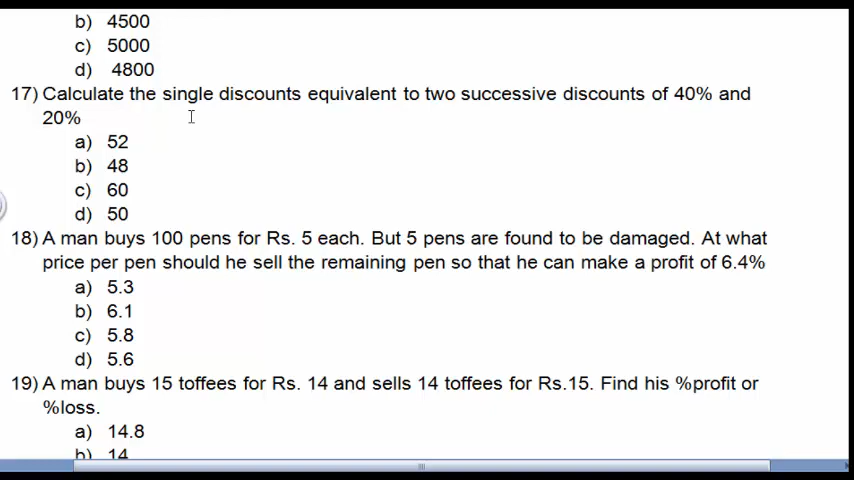 b) 4500
c) 5000
d) 4800
17) Calculate the single discounts equivalent to two successive discounts of 40% and
20%
a) 52
b) 48
c) 60
d) 50
18) A man buys 100 pens for Rs. 5 each. But 5 pens are found to be damaged. At what
price per pen should he sell the remaining pen so that he can make a profit of 6.4%
a) 5.3
b) 6.1
c) 5.8
d) 5.6
19) A man buys 15 toffees for Rs. 14 and sells 14 toffees for Rs.15. Find his %profit or
%loss.
a) 14.8
b) 14